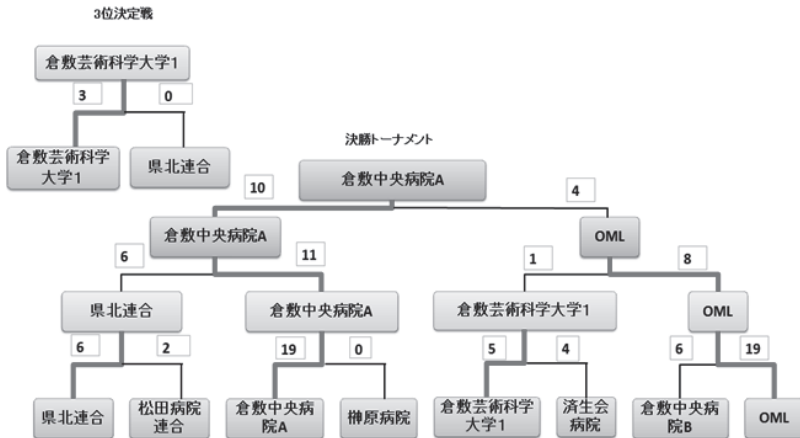 3位決定戦
倉敷芸術科学大学1
3
0
倉敷芸術科学
大学1
県北連合
決勝トーナメント
倉敷中央病院A
10
4
倉敷中央病院A
OML
6
11
1
8
県北連合
倉敷中央病院A
倉敷芸術科学大学1
OML
6
2
19
0
5
4
6
19
県北連合
松田病院
連合
倉敷中央病
院A
榊原病院
倉敷芸術科学
大学1
済生会
病院
倉敷中央病
院B
OML